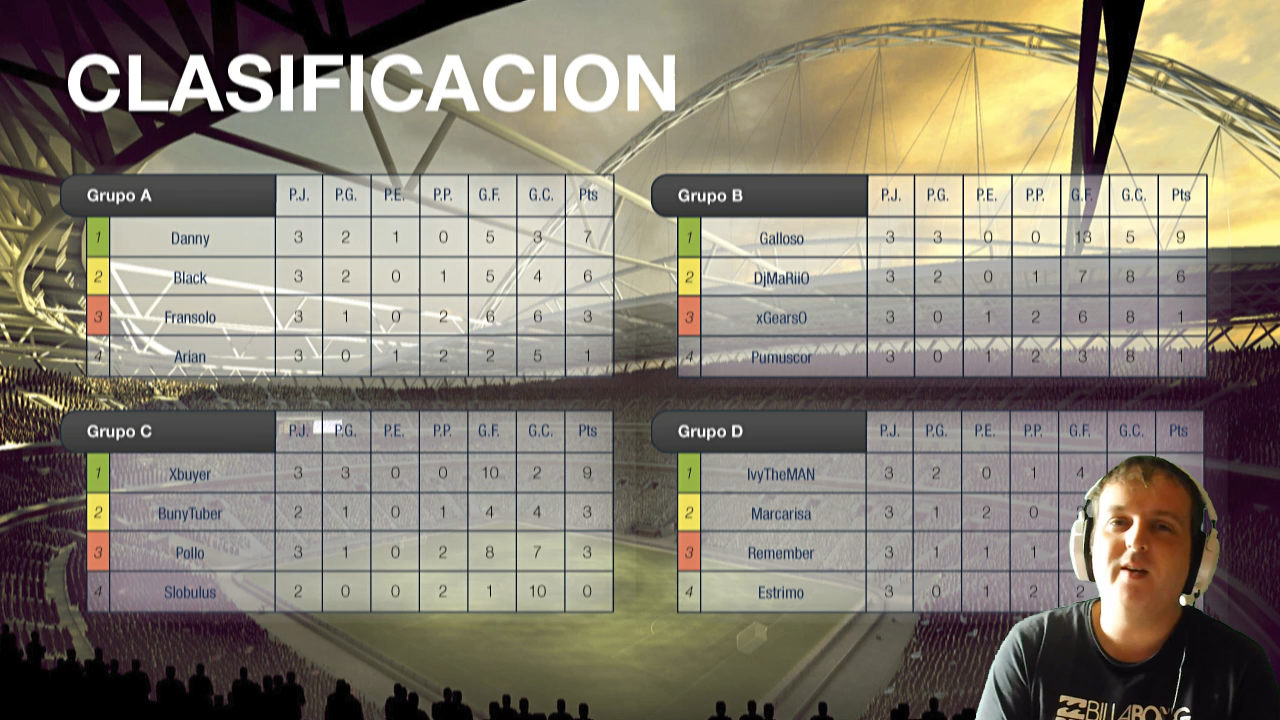 CLASIFICACION
Grupo A P.J. P.G. P.E. P.P. G.F. G.C. Pts
1 Danny 3 2 1 0 5 3 7
2 Black 3 2 0 1 5 4 6
3 Fransolo 3 1 0 2 6 6 3
4 Arian 3 0 1 2 2 5 1
Grupo B P.J. P.G. P.E. P.P. G.F. G.C. Pts
1 Galloso 3 3 0 0 13 5 9
2 DjMaRiiO 3 2 0 1 7 8 6
3 xGearsO 3 0 1 2 6 8 1
4 Pumuscor 3 0 1 2 3 8 1
Grupo C P.J. P.G. P.E. P.P. G.F. G.C. Pts
1 Xbuyer 3 3 0 0 10 2 9
2 BunyTuber 2 1 0 1 4 4 3
3 Pollo 3 1 0 2 8 7 3
4 Slobulus 2 0 0 2 1 10 0
Grupo D P.J. P.G. P.E. P.P. G.F. G.C. Pts
1 IvyTheMAN 3 2 0 1 4
2 Marcarisa 3 1 2 0
3 Remember 3 1 1 1
4 Estrimo 3 0 1 2 2
BILLABONG